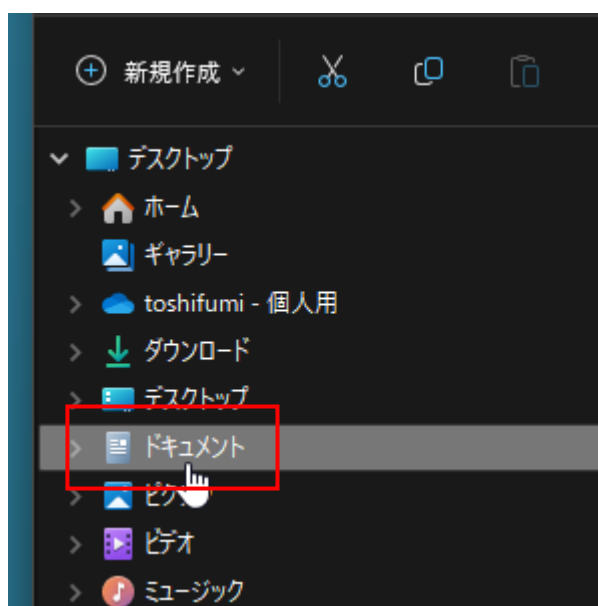 新規作成
デスクトップ
ホーム
ギャラリー
toshifumi - 個人用
ダウンロード
デスクトップ
ドキュメント
ビデオ
ミュージック